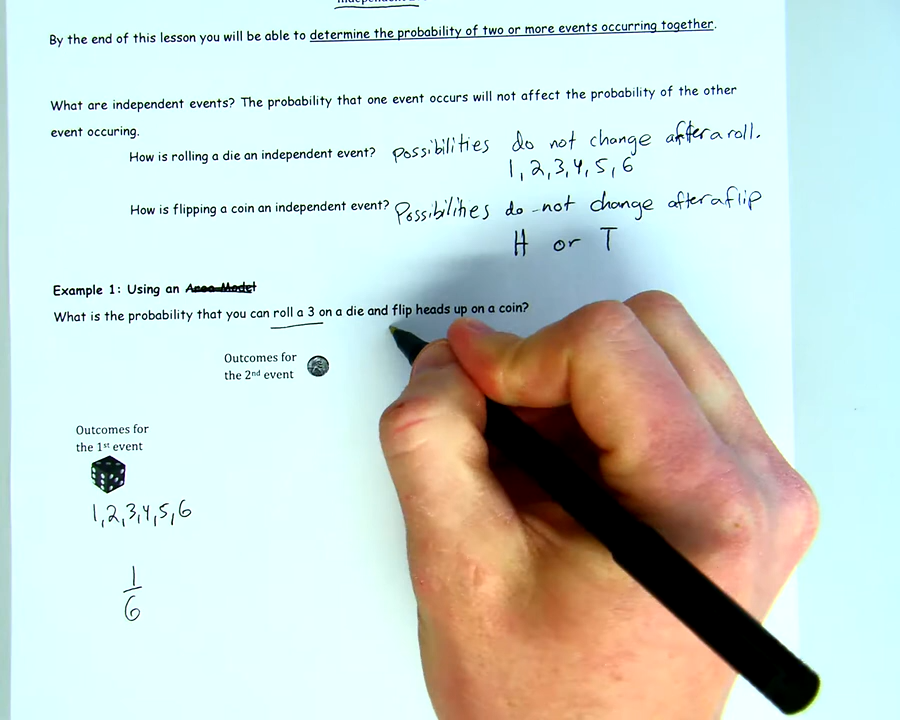 By the end of this lesson you will be able to determine the probability of two or more events occurring together.
What are independent events? The probability that one event occurs will not affect the probability of the other
event occuring.
How is rolling a die an independent event? possibilities do not change after a roll.
1, 2, 3, 4, 5, 6
How is flipping a coin an independent event? Possibilities do not change after a flip
H or T
Example 1: Using an Area Model
What is the probability that you can roll a 3 on a die and flip heads up on a coin?
Outcomes for
the 2nd event
Outcomes for
the 1st event
1,2,3,4,5,6
1
6